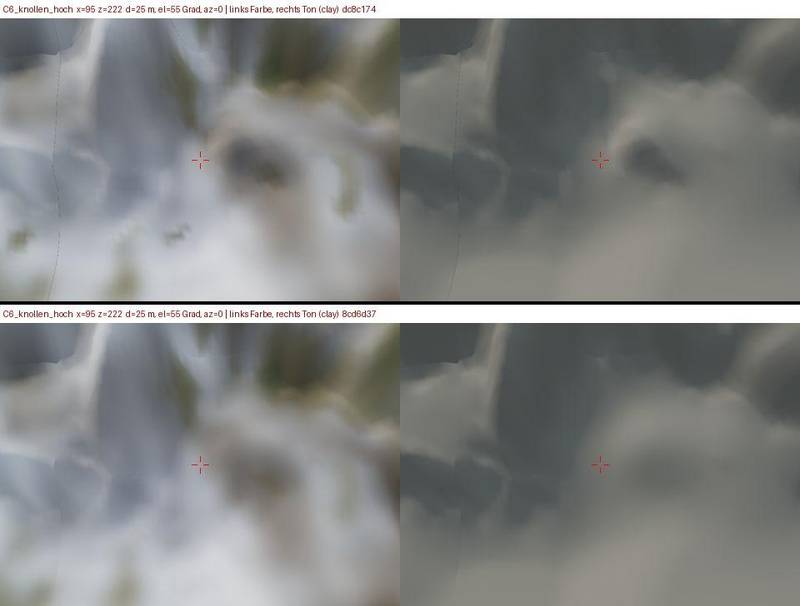 C6_knollen_hoch x=95 z=222 d=25 m, el=55 Grad, az=0 | links Farbe, rechts Ton (clay) dc8c174
C6_knollen_hoch x=95 z=222 d=25 m, el=55 Grad, az=0 | links Farbe, rechts Ton (clay) 8cd6d37